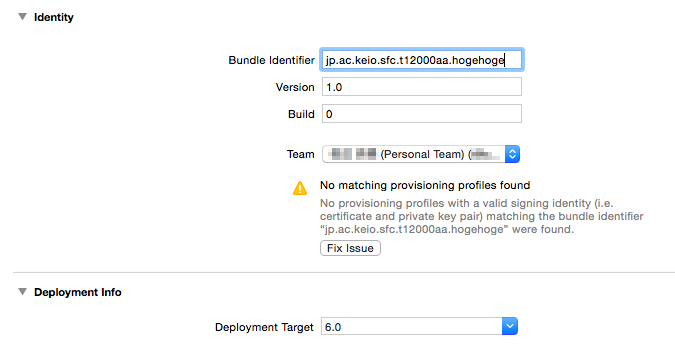 Identity
Bundle Identifier jp.ac.keio.sfc.t12000aa.hogehoge
Version 1.0
Build 0
Team (Personal Team) (
No matching provisioning profiles found
No provisioning profiles with a valid signing identity (i.e.
certificate and private key pair) matching the bundle identifier
“jp.ac.keio.sfc.t12000aa.hogehoge” were found.
Fix Issue
Deployment Info
Deployment Target 6.0